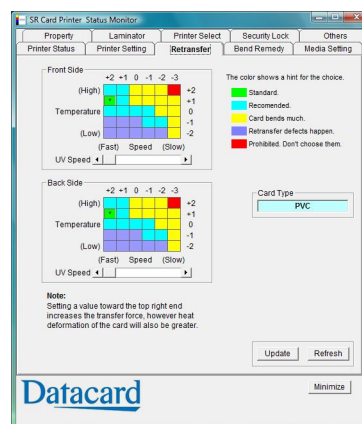 SR Card Printer Status Monitor
Property Laminator Printer Select Security Lock Others
Printer Status Printer Setting Retransfer Bend Remedy Media Setting
Front Side
+2 +1 0 -1 -2 -3
(High) +2
* +1
Temperature 0
-1
(Low) -2
(Fast) Speed (Slow)
UV Speed
The color shows a hint for the choice.
Standard.
Recomended.
Card bends much.
Retransfer defects happen.
Prohibited. Don't choose them.
Back Side
+2 +1 0 -1 -2 -3
(High) +2
* +1
Temperature 0
-1
(Low) -2
(Fast) Speed (Slow)
UV Speed
Card Type
PVC
Note:
Setting a value toward the top right end
increases the transfer force, however heat
deformation of the card will also be greater.
Update Refresh
Datacard
Minimize